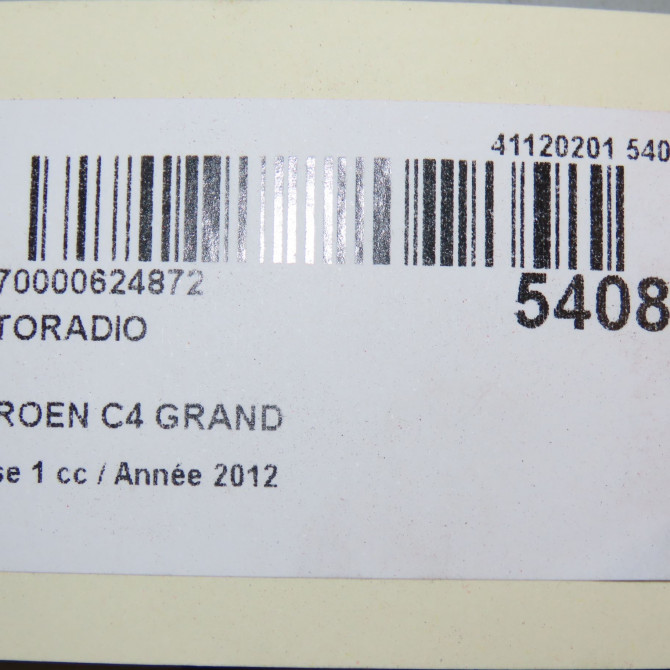 41120201 540
70000624872
5408
TORADIO
ROEN C4 GRAND
se 1 cc / Année 2012